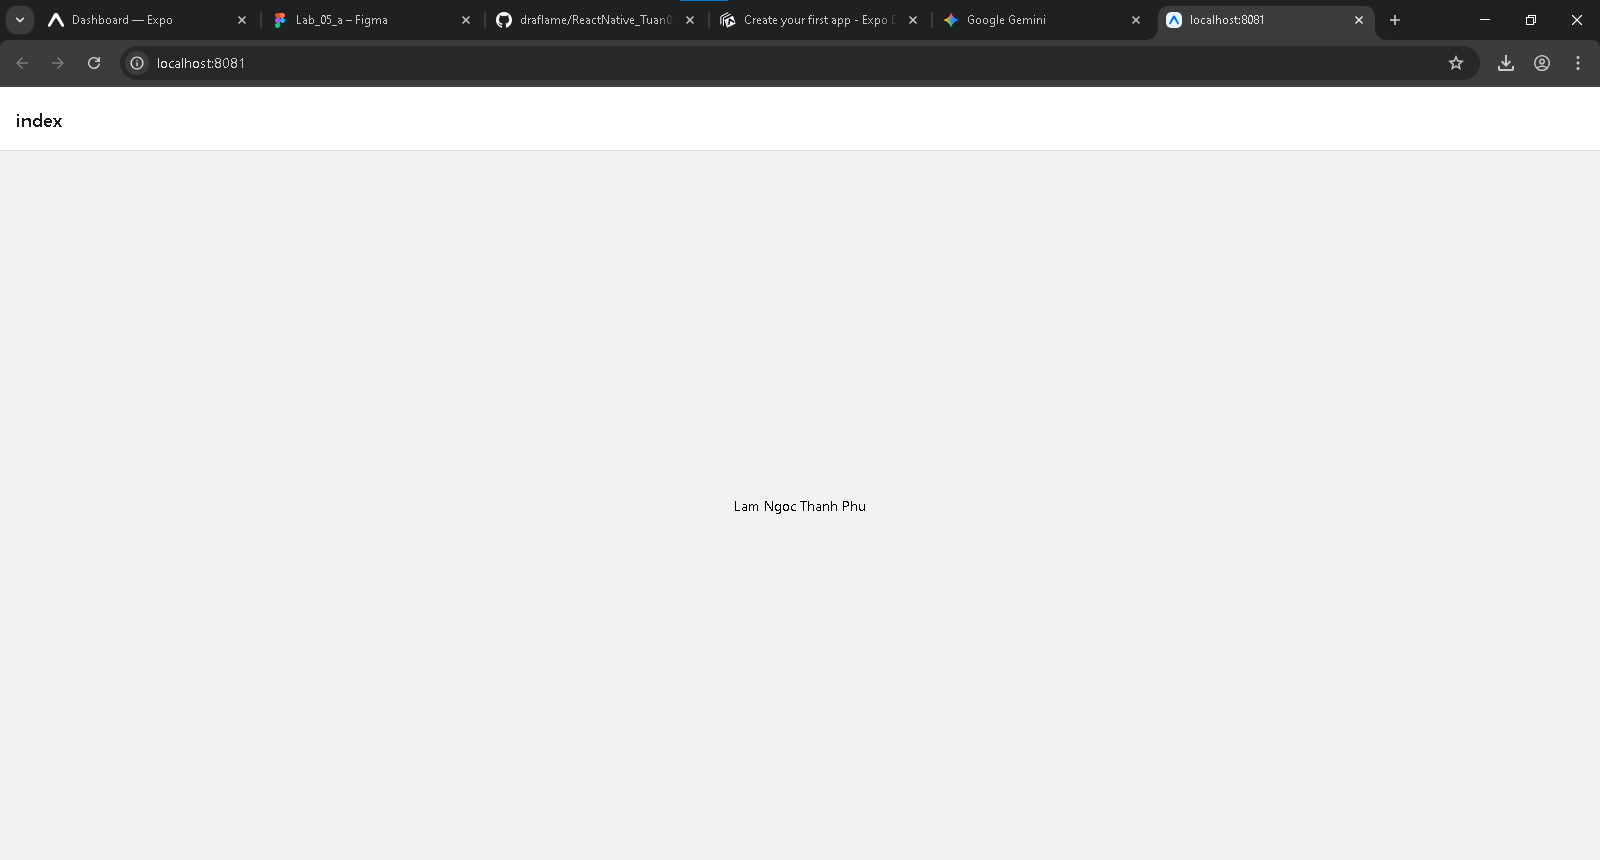 Dashboard — Expo
Lab_05_a – Figma
draflame/ReactNative_Tuan0
Create your first app - Expo D
Google Gemini
localhost:8081
localhost:8081
index
Lam Ngoc Thanh Phu